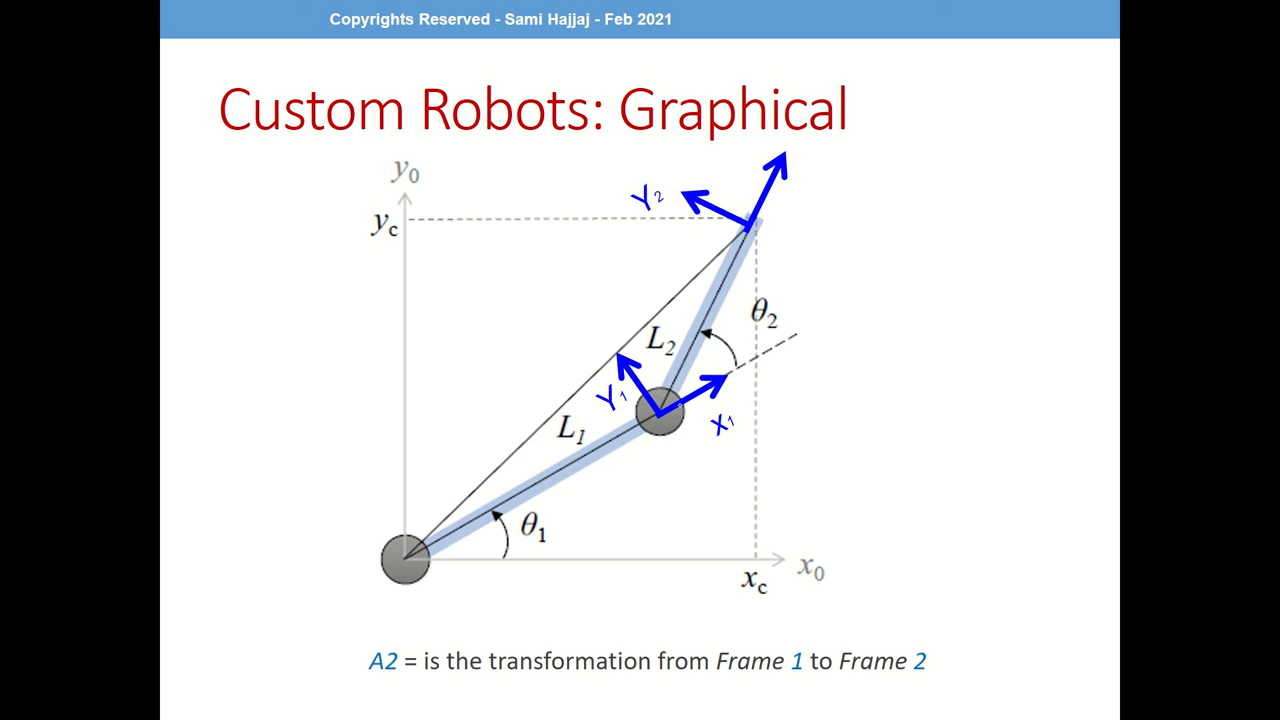 Copyrights Reserved - Sami Hajjaj - Feb 2021
Custom Robots: Graphical
y0
Y2
yc
θ2
L2
Y1
X1
L1
θ1
x0
xc
A2 = is the transformation from Frame 1 to Frame 2